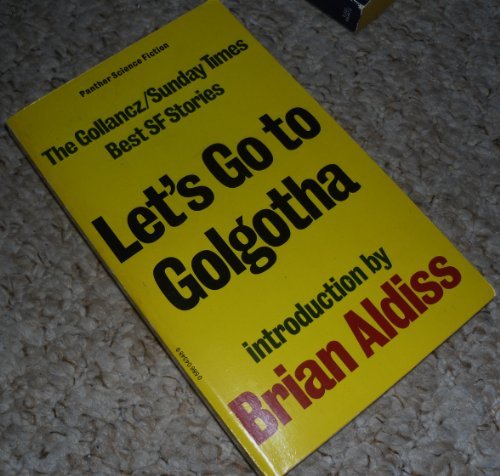 Panther Science Fiction
The Gollancz/Sunday Times
Best SF Stories
Let's Go to
Golgotha
introduction by
Brian Aldiss